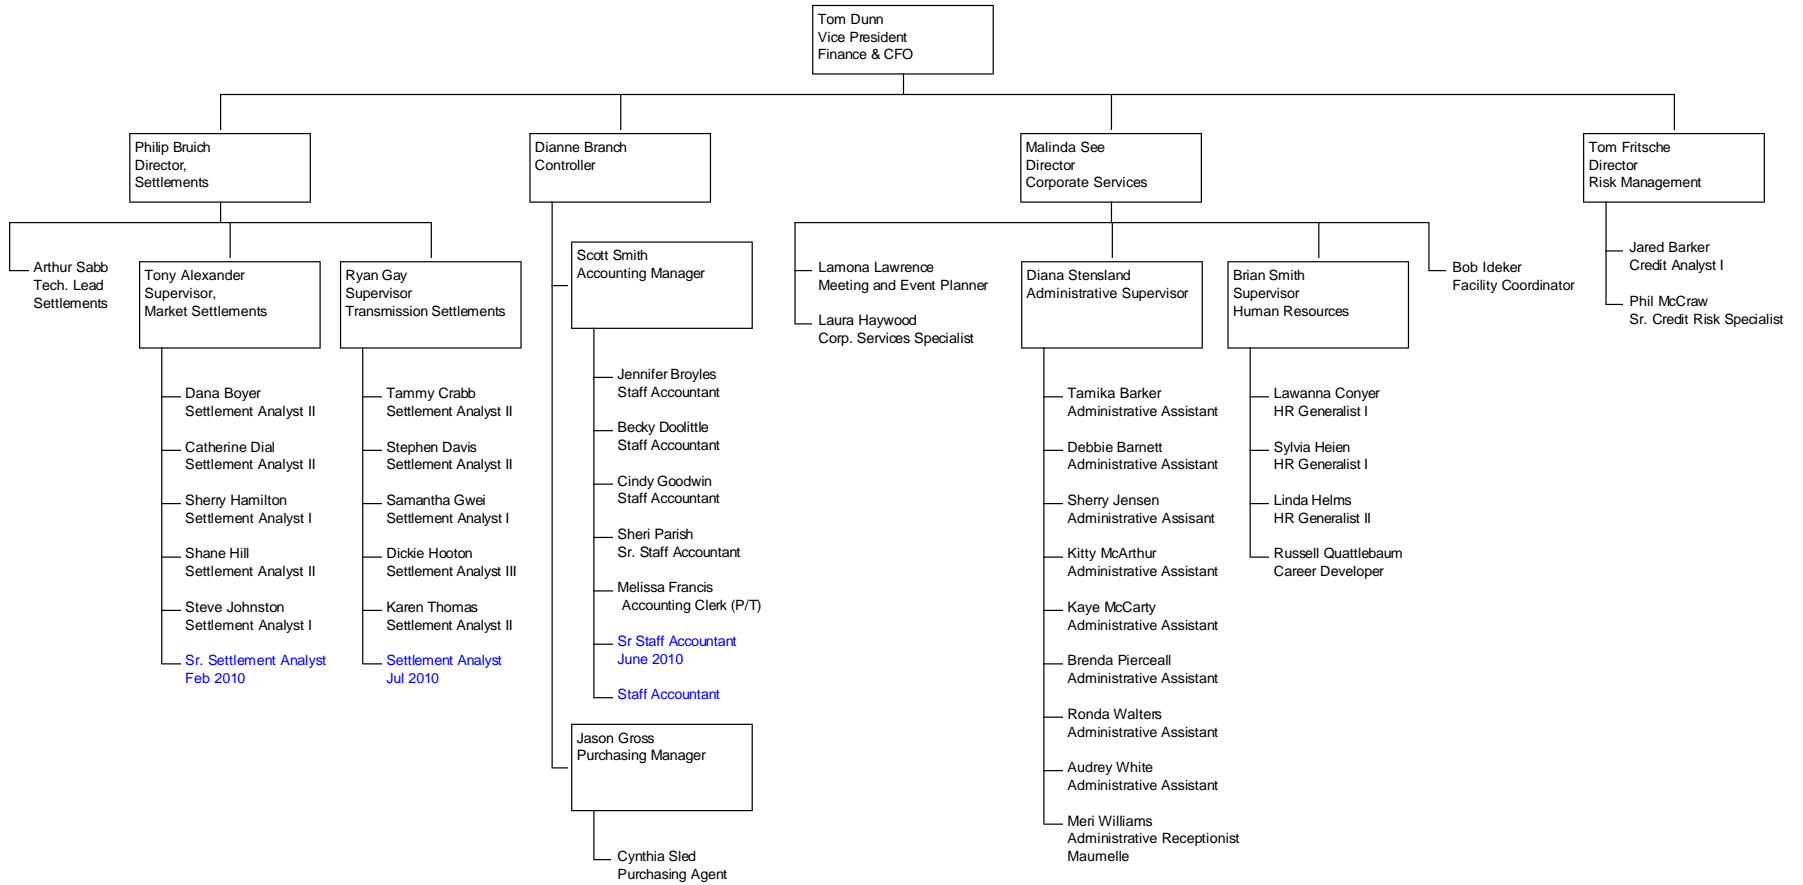 Tom Dunn
Vice President
Finance & CFO
Philip Bruich
Director,
Settlements
Dianne Branch
Controller
Malinda See
Director
Corporate Services
Tom Fritsche
Director
Risk Management
Arthur Sabb
Tech. Lead
Settlements
Tony Alexander
Supervisor,
Market Settlements
Dana Boyer
Settlement Analyst II
Catherine Dial
Settlement Analyst II
Sherry Hamilton
Settlement Analyst I
Shane Hill
Settlement Analyst II
Steve Johnston
Settlement Analyst I
Sr. Settlement Analyst
Feb 2010
Ryan Gay
Supervisor
Transmission Settlements
Tammy Crabb
Settlement Analyst II
Stephen Davis
Settlement Analyst II
Samantha Gwei
Settlement Analyst I
Dickie Hooton
Settlement Analyst III
Karen Thomas
Settlement Analyst II
Settlement Analyst
Jul 2010
Scott Smith
Accounting Manager
Jennifer Broyles
Staff Accountant
Becky Doolittle
Staff Accountant
Cindy Goodwin
Staff Accountant
Sheri Parish
Sr. Staff Accountant
Melissa Francis
Accounting Clerk (P/T)
Sr Staff Accountant
June 2010
Staff Accountant
Jason Gross
Purchasing Manager
Cynthia Sled
Purchasing Agent
Lamona Lawrence
Meeting and Event Planner
Laura Haywood
Corp. Services Specialist
Diana Stensland
Administrative Supervisor
Tamika Barker
Administrative Assistant
Debbie Barnett
Administrative Assistant
Sherry Jensen
Administrative Assisant
Kitty McArthur
Administrative Assistant
Kaye McCarty
Administrative Assistant
Brenda Pierceall
Administrative Assistant
Ronda Walters
Administrative Assistant
Audrey White
Administrative Assistant
Meri Williams
Administrative Receptionist
Maumelle
Brian Smith
Supervisor
Human Resources
Lawanna Conyer
HR Generalist I
Sylvia Heien
HR Generalist I
Linda Helms
HR Generalist II
Russell Quattlebaum
Career Developer
Bob Ideker
Facility Coordinator
Jared Barker
Credit Analyst I
Phil McCraw
Sr. Credit Risk Specialist